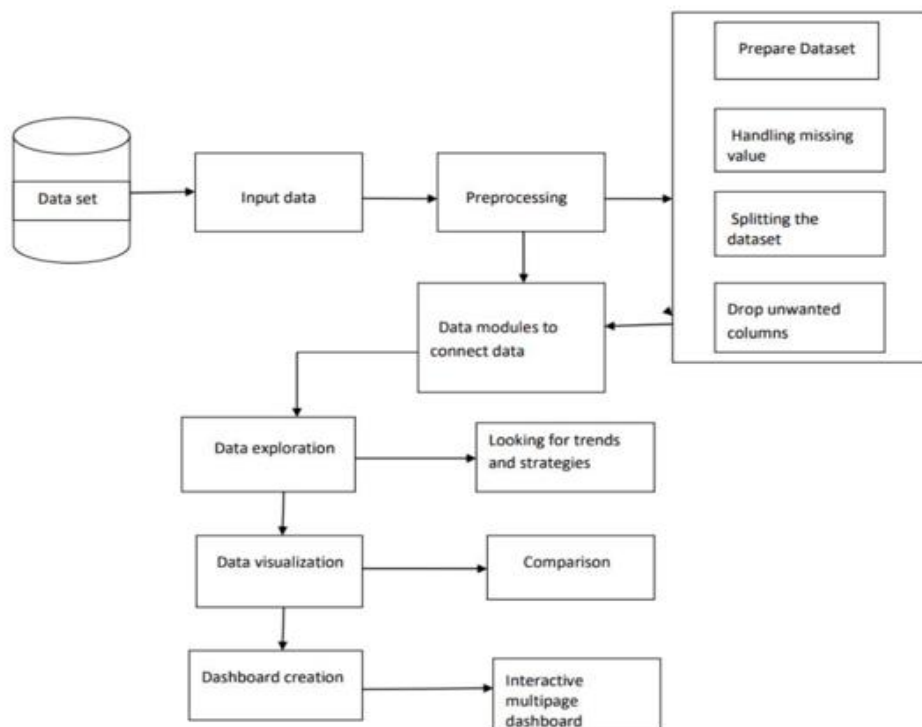 Prepare Dataset
Handling missing
value
Data set
Input data
Preprocessing
Splitting the
dataset
Data modules to
connect data
Drop unwanted
columns
Data exploration
Looking for trends
and strategies
Data visualization
Comparison
Dashboard creation
Interactive
multipage
dashboard